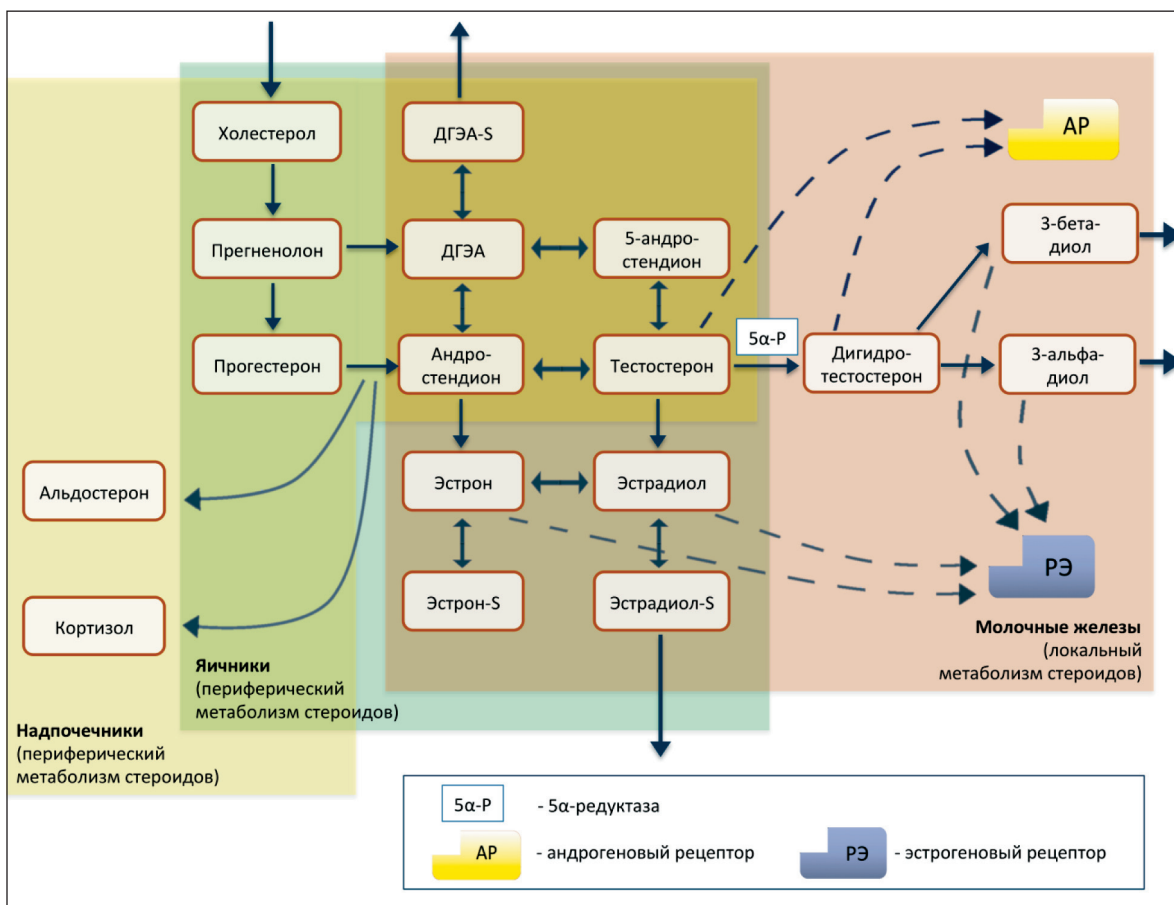 Холестерол
ДГЭА-S
АР
Прегненолон
ДГЭА
5-андро-
стендион
3-бета-
диол
Прогестерон
Андро-
стендион
Тестостерон
5α-Р
Дигидро-
тестостерон
3-альфа-
диол
Альдостерон
Эстрон
Эстрадиол
РЭ
Кортизол
Эстрон-S
Эстрадиол-S
Молочные железы
(локальный
метаболизм стероидов)
Яичники
(периферический
метаболизм стероидов)
Надпочечники
(периферический
метаболизм стероидов)
5α-Р - 5α-редуктаза
АР - андрогеновый рецептор
РЭ - эстрогеновый рецептор